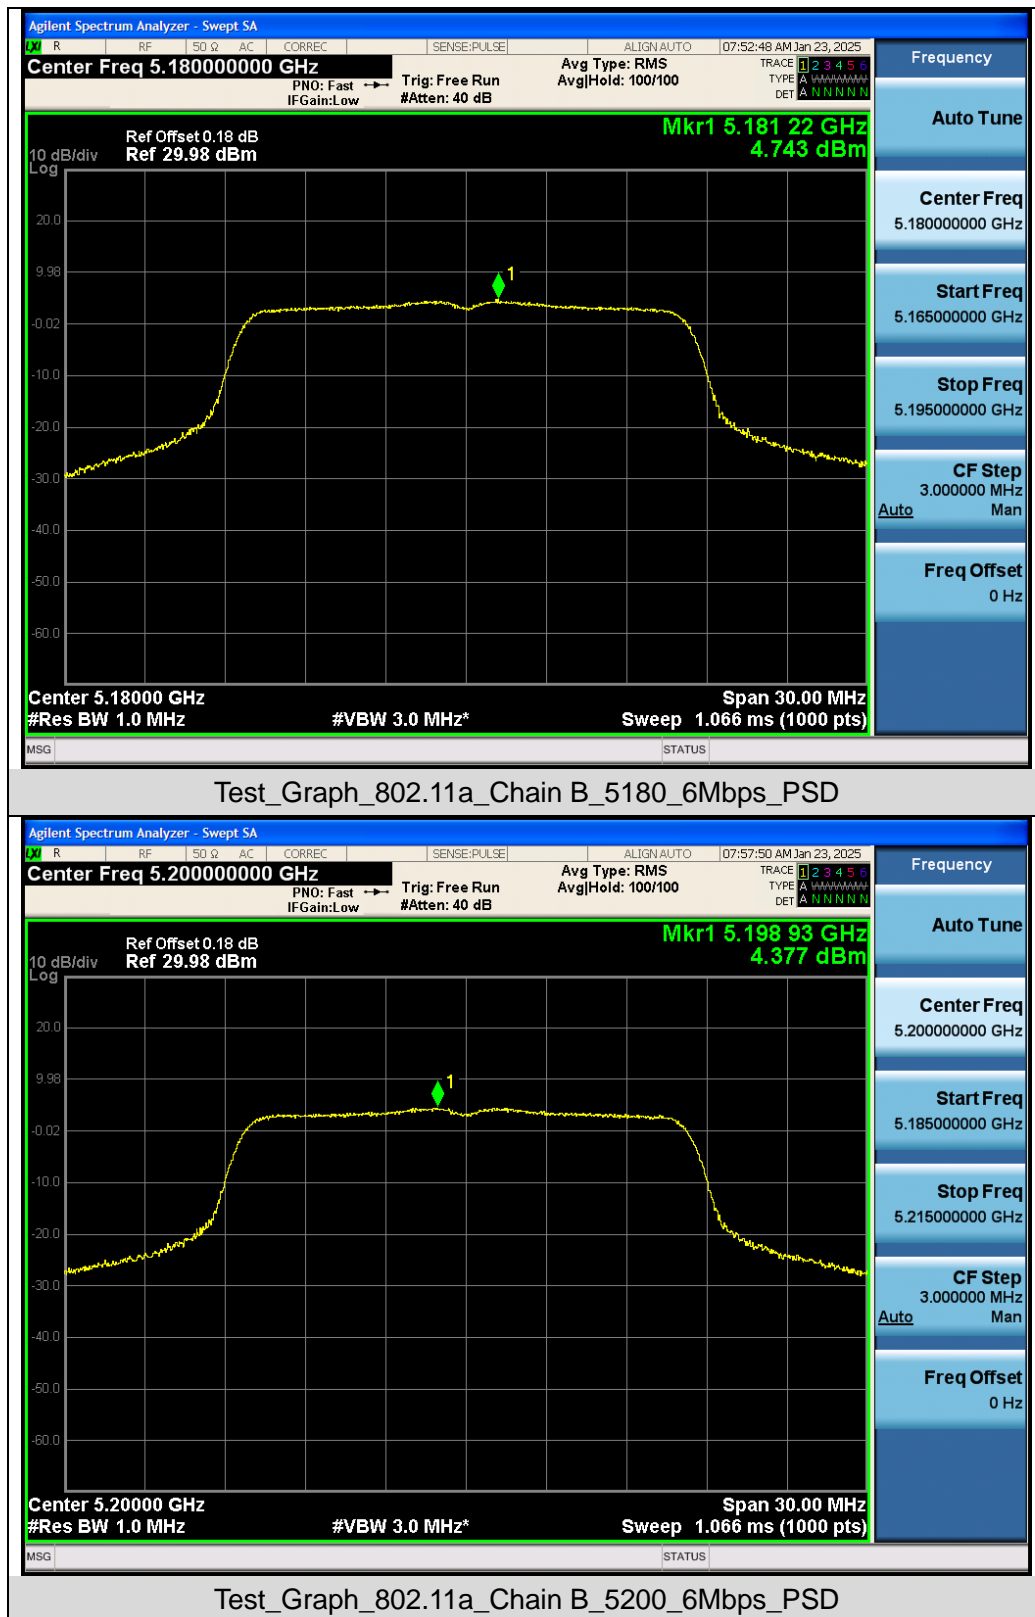 Agilent Spectrum Analyzer - Swept SA
LXI R RF 50 Ω AC CORREC SENSE:PULSE ALIGN AUTO 07:52:48 AM Jan 23, 2025
Center Freq 5.180000000 GHz
PNO: Fast
IFGain:Low
Trig: Free Run
#Atten: 40 dB
Avg Type: RMS
Avg|Hold: 100/100
TRACE 1 2 3 4 5 6
TYPE A WWWWW
DET A N N N N N
Frequency
Auto Tune
Center Freq
5.180000000 GHz
Start Freq
5.165000000 GHz
Stop Freq
5.195000000 GHz
CF Step
3.000000 MHz
Auto Man
Freq Offset
0 Hz
Mkr1 5.181 22 GHz
4.743 dBm
Ref Offset 0.18 dB
10 dB/div Ref 29.98 dBm
Log
20.0
9.98
-0.02
-10.0
-20.0
-30.0
-40.0
-50.0
-60.0
1
Center 5.18000 GHz Span 30.00 MHz
#Res BW 1.0 MHz #VBW 3.0 MHz* Sweep 1.066 ms (1000 pts)
MSG STATUS
Test_Graph_802.11a_Chain B_5180_6Mbps_PSD
Agilent Spectrum Analyzer - Swept SA
LXI R RF 50 Ω AC CORREC SENSE:PULSE ALIGN AUTO 07:57:50 AM Jan 23, 2025
Center Freq 5.200000000 GHz
PNO: Fast
IFGain:Low
Trig: Free Run
#Atten: 40 dB
Avg Type: RMS
Avg|Hold: 100/100
TRACE 1 2 3 4 5 6
TYPE A WWWWW
DET A N N N N N
Frequency
Auto Tune
Center Freq
5.200000000 GHz
Start Freq
5.185000000 GHz
Stop Freq
5.215000000 GHz
CF Step
3.000000 MHz
Auto Man
Freq Offset
0 Hz
Mkr1 5.198 93 GHz
4.377 dBm
Ref Offset 0.18 dB
10 dB/div Ref 29.98 dBm
Log
20.0
9.98
-0.02
-10.0
-20.0
-30.0
-40.0
-50.0
-60.0
1
Center 5.20000 GHz Span 30.00 MHz
#Res BW 1.0 MHz #VBW 3.0 MHz* Sweep 1.066 ms (1000 pts)
MSG STATUS
Test_Graph_802.11a_Chain B_5200_6Mbps_PSD